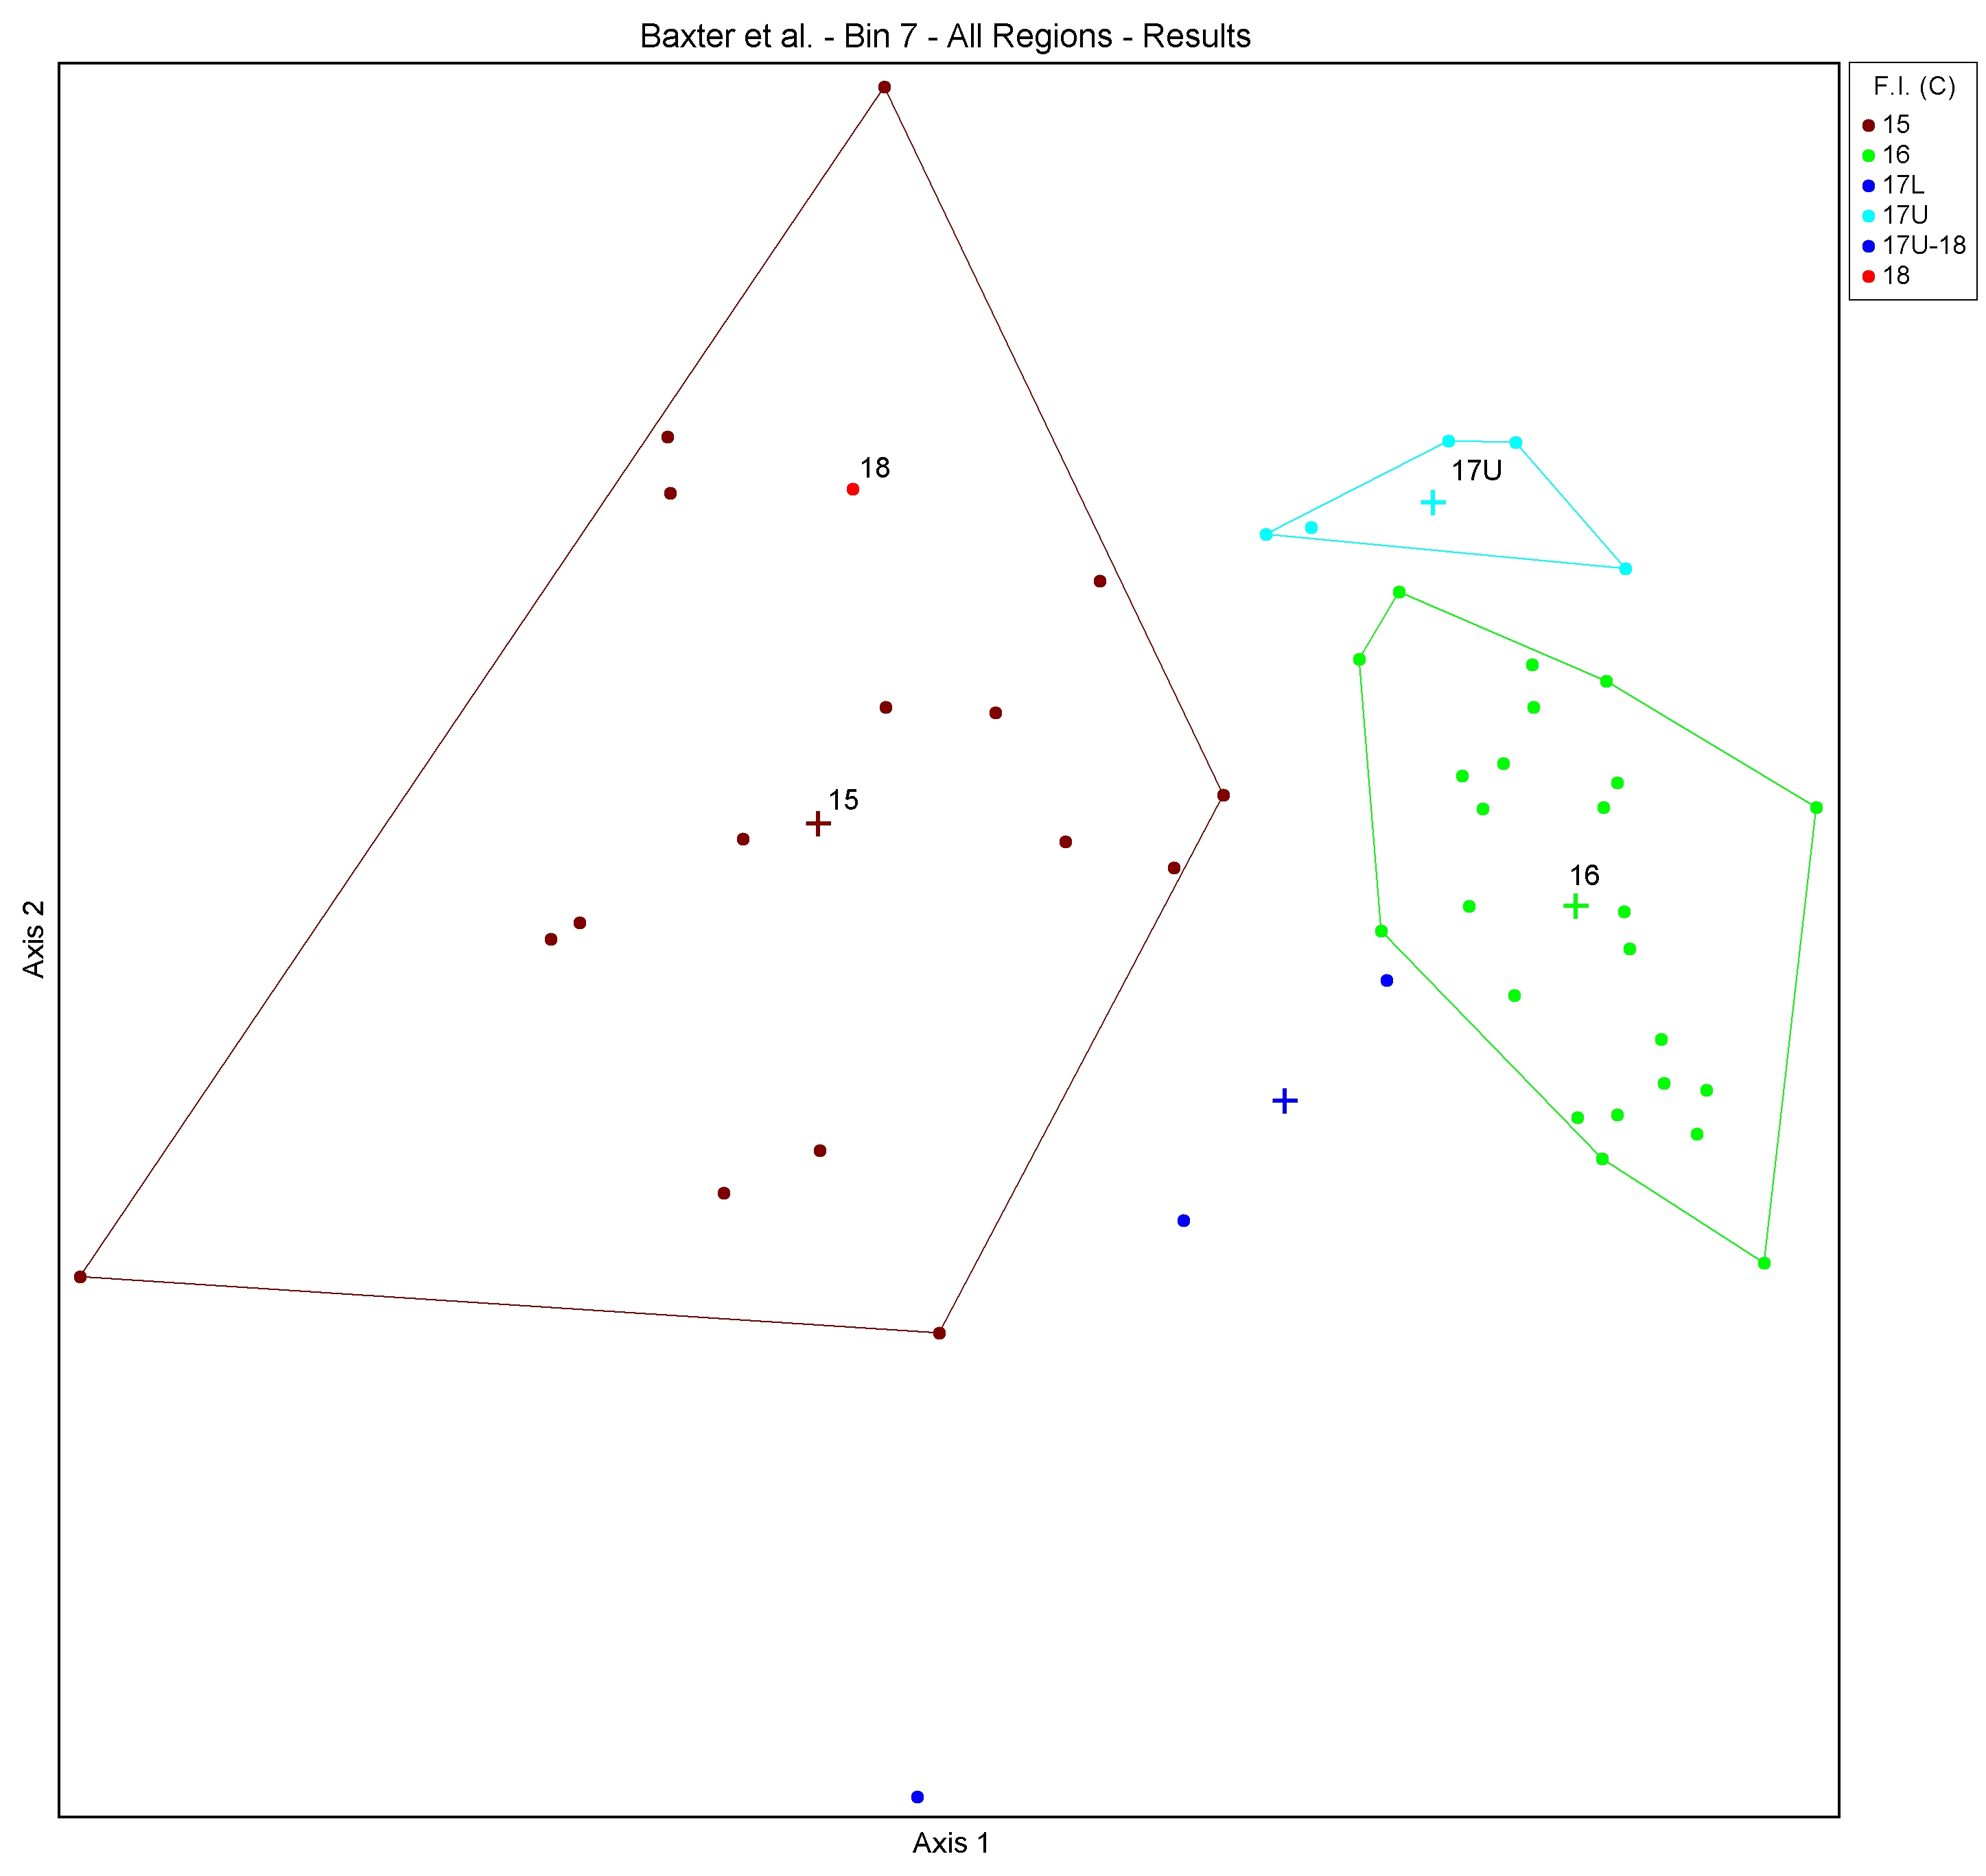 Baxter et al. - Bin 7 - All Regions - Results
F.I. (C)
15
16
17L
17U
17U-18
18
18
17U
15
16
Axis 2
Axis 1